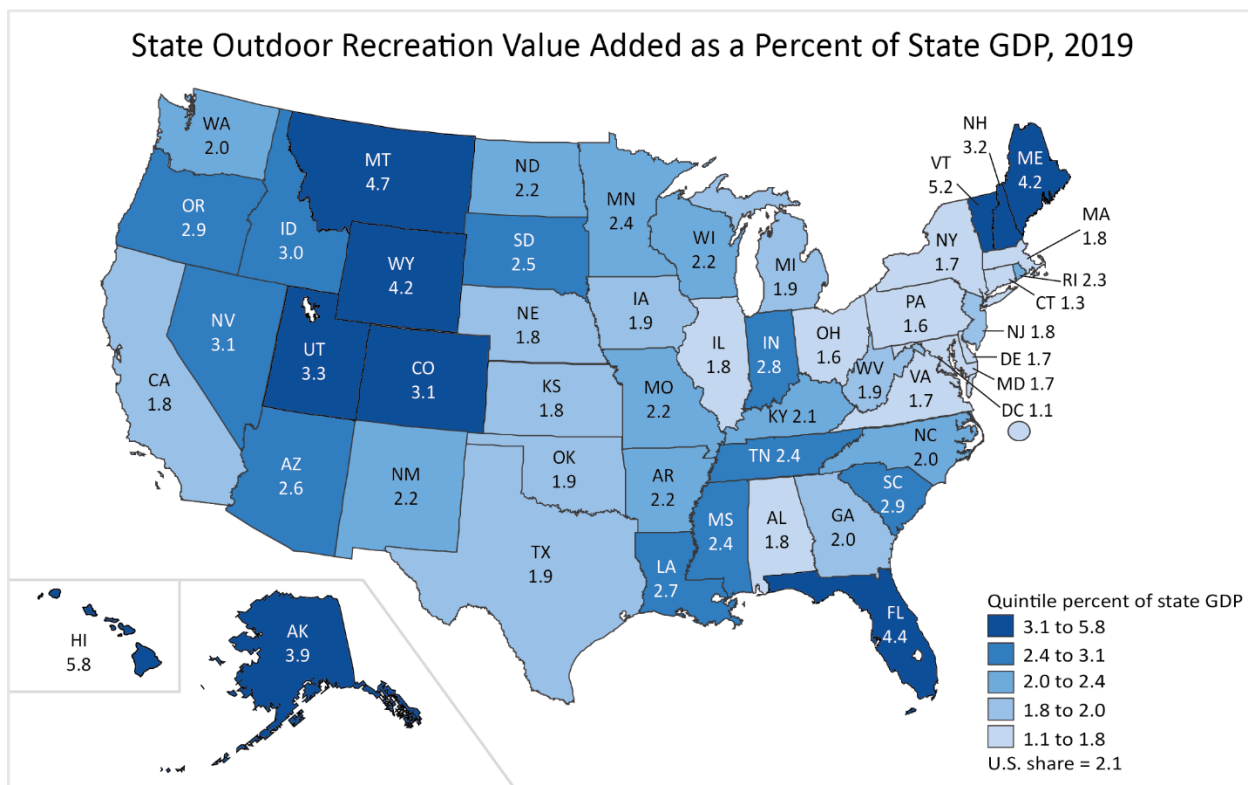 State Outdoor Recreation Value Added as a Percent of State GDP, 2019
WA
2.0
MT
4.7
ND
2.2
MN
2.4
OR
2.9
ID
3.0
WY
4.2
SD
2.5
WI
2.2
MI
1.9
NH
3.2
VT
5.2
ME
4.2
NY
1.7
MA
1.8
RI 2.3
CT 1.3
PA
1.6
NJ 1.8
DE 1.7
MD 1.7
DC 1.1
NV
3.1
UT
3.3
CO
3.1
NE
1.8
IA
1.9
IL
1.8
IN
2.8
OH
1.6
WV
1.9
VA
1.7
CA
1.8
KS
1.8
MO
2.2
KY 2.1
NC
2.0
AZ
2.6
NM
2.2
OK
1.9
AR
2.2
TN 2.4
SC
2.9
MS
2.4
AL
1.8
GA
2.0
TX
1.9
LA
2.7
FL
4.4
HI
5.8
AK
3.9
Quintile percent of state GDP
3.1 to 5.8
2.4 to 3.1
2.0 to 2.4
1.8 to 2.0
1.1 to 1.8
U.S. share = 2.1